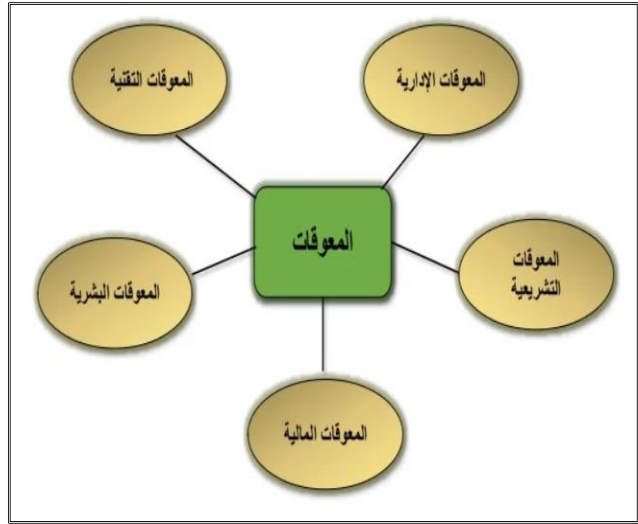 المعوقات الإدارية
المعوقات التقنية
المعوقات
المعوقات
التشريعية
المعوقات البشرية
المعوقات المالية